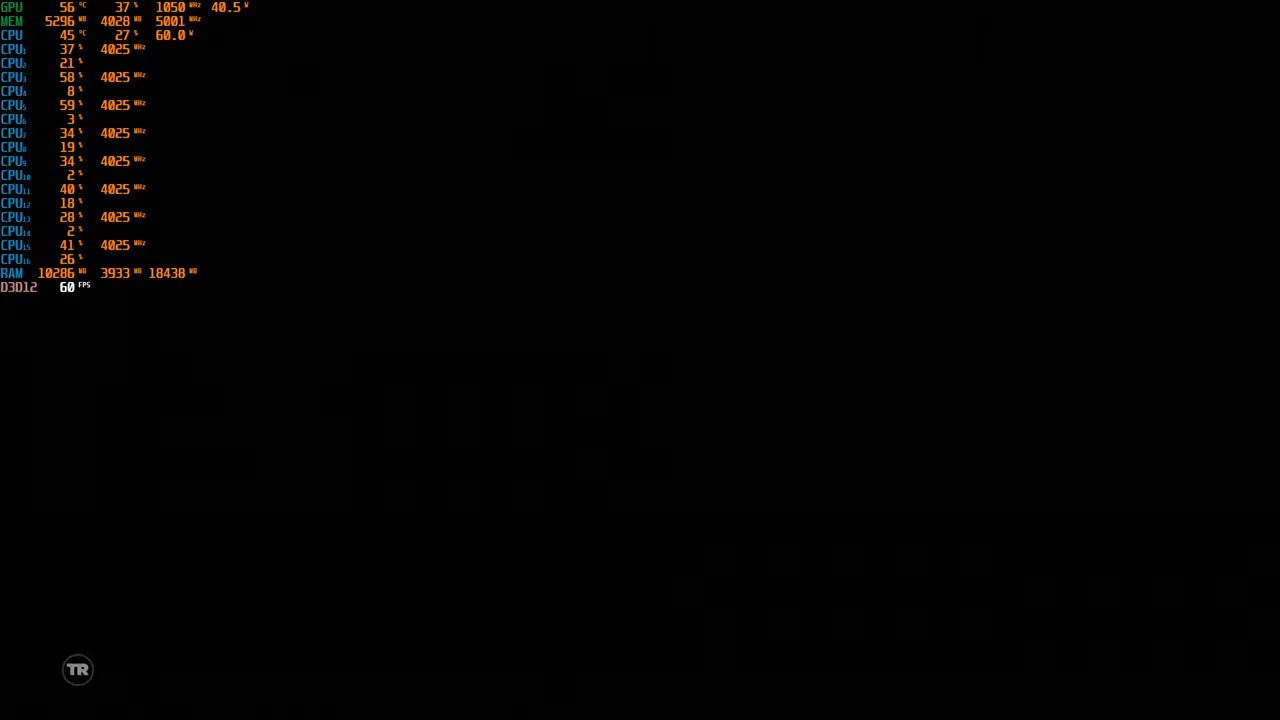 GPU 56 °C 37 % 1050 MHz 40.5 W
MEM 5296 MB 4028 MB 5001 MHz
CPU 45 °C 27 % 60.0 W
CPU1 37 % 4025 MHz
CPU2 21 %
CPU3 58 % 4025 MHz
CPU4 8 %
CPU5 59 % 4025 MHz
CPU6 3 %
CPU7 34 % 4025 MHz
CPU8 19 %
CPU9 34 % 4025 MHz
CPU10 2 %
CPU11 40 % 4025 MHz
CPU12 18 %
CPU13 28 % 4025 MHz
CPU14 2 %
CPU15 41 % 4025 MHz
CPU16 26 %
RAM 10286 MB 3933 MB 18438 MB
D3D12 60 FPS
TR